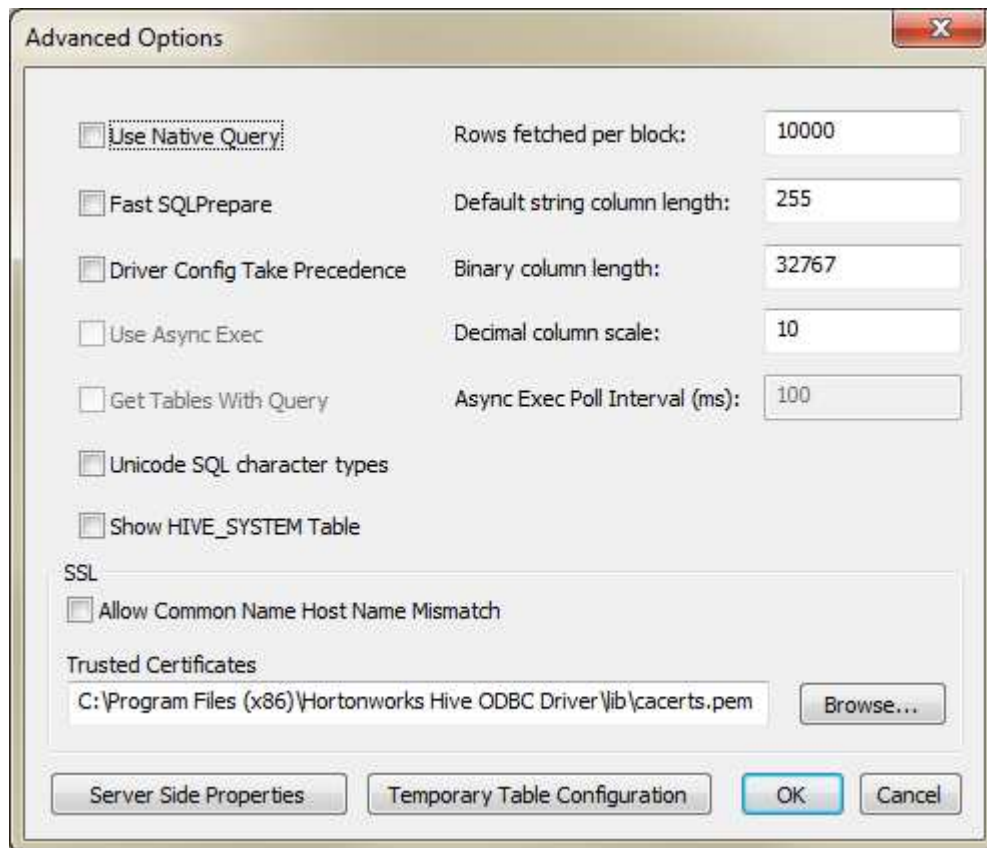 Advanced Options
Use Native Query Rows fetched per block: 10000
Fast SQLPrepare Default string column length: 255
Driver Config Take Precedence Binary column length: 32767
Use Async Exec Decimal column scale: 10
Get Tables With Query Async Exec Poll Interval (ms): 100
Unicode SQL character types
Show HIVE_SYSTEM Table
SSL
Allow Common Name Host Name Mismatch
Trusted Certificates
C:\Program Files (x86)\Hortonworks Hive ODBC Driver\lib\cacerts.pem Browse...
Server Side Properties Temporary Table Configuration OK Cancel